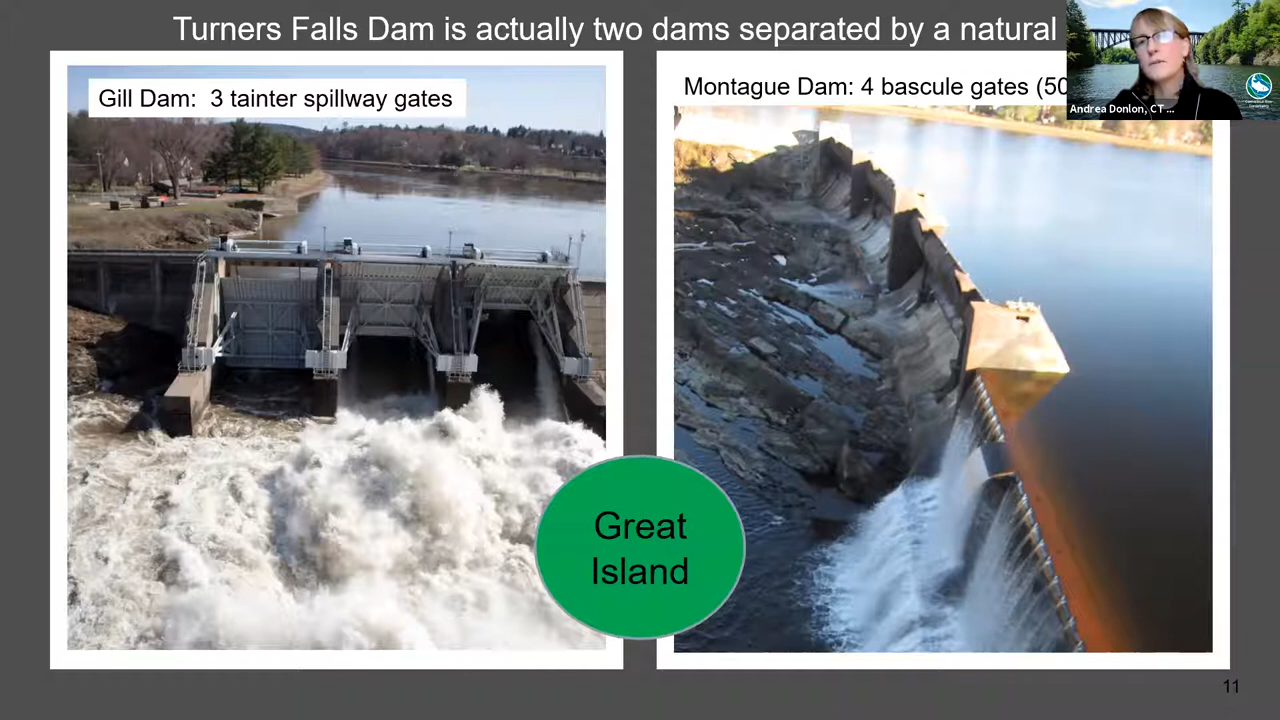 Turners Falls Dam is actually two dams separated by a natural
Gill Dam:  3 tainter spillway gates
Montague Dam: 4 bascule gates (50
Andrea Donlon, CT ...
Great
Island
11